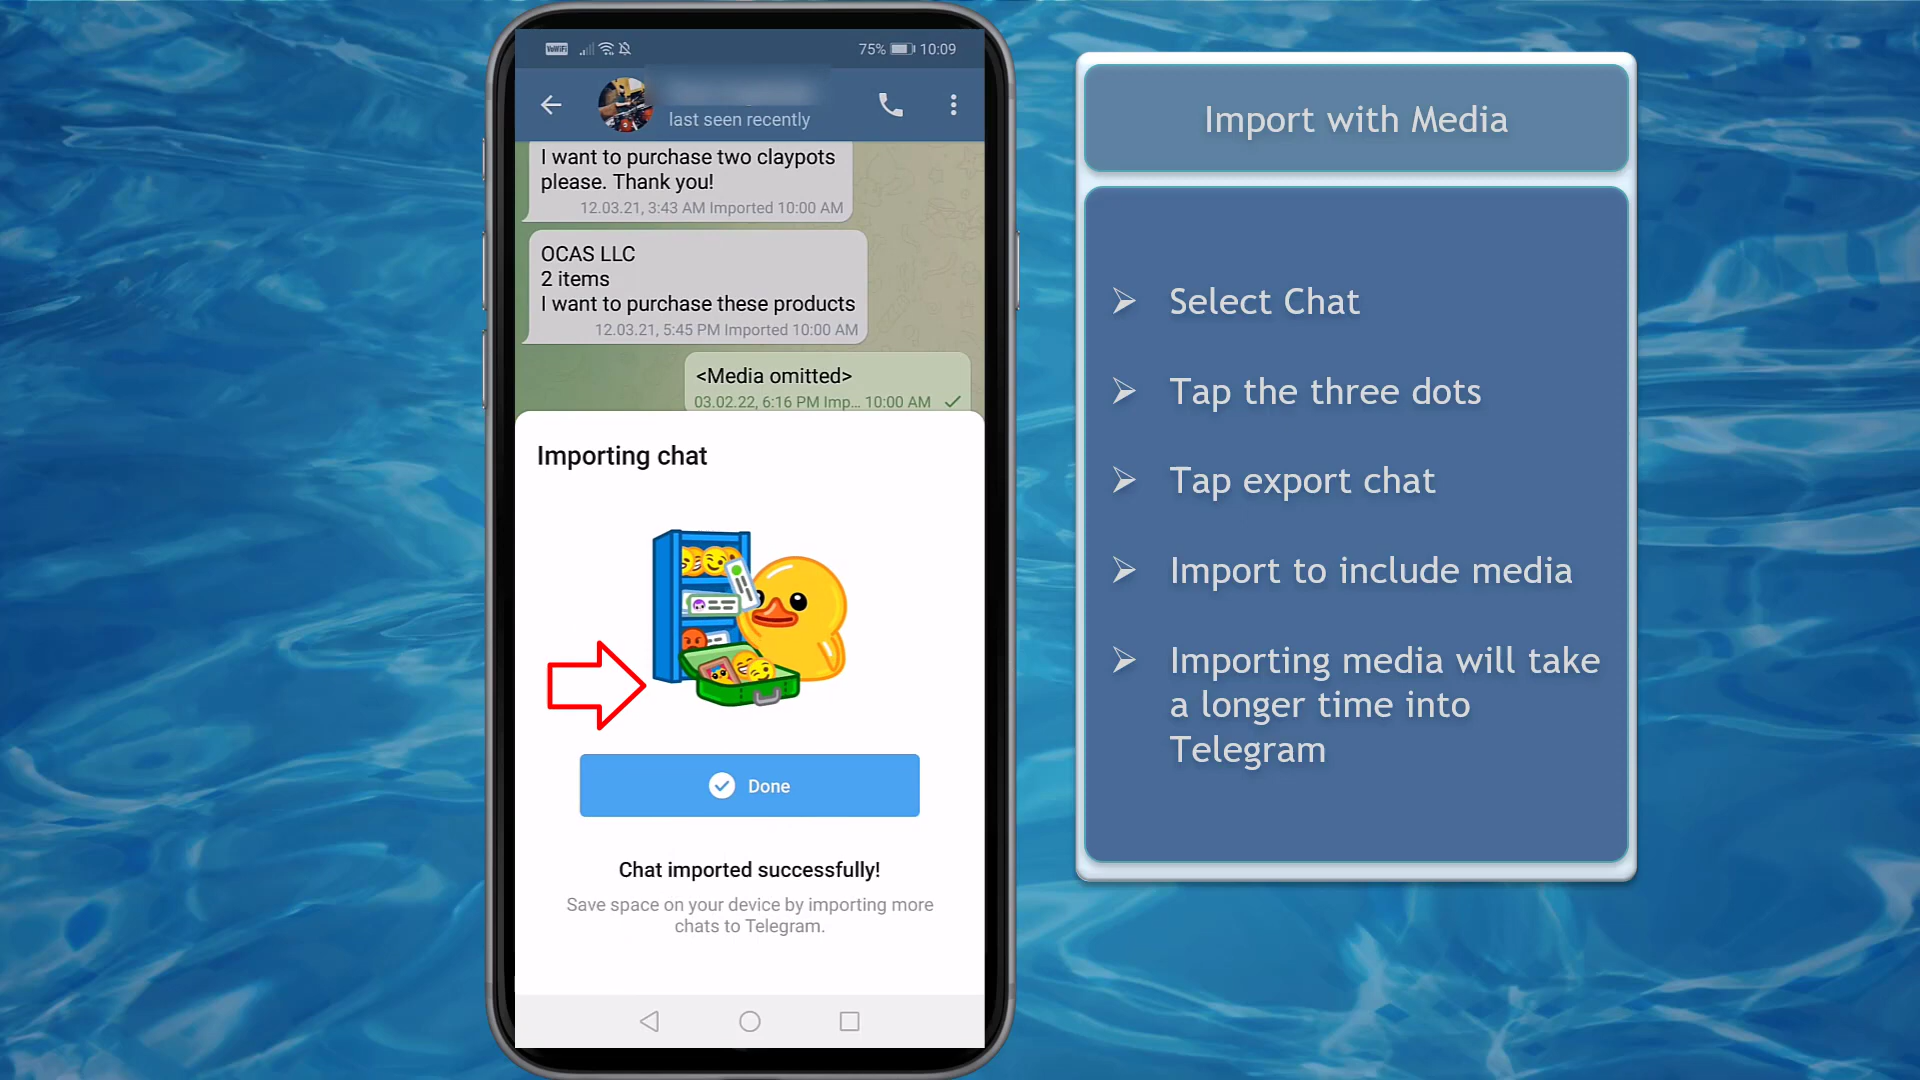 VoWiFi
75% 10:09
last seen recently
I want to purchase two claypots
please. Thank you!
12.03.21, 3:43 AM Imported 10:00 AM
OCAS LLC
2 items
I want to purchase these products
12.03.21, 5:45 PM Imported 10:00 AM
<Media omitted>
03.02.22, 6:16 PM Imp... 10:00 AM
Importing chat
Done
Chat imported successfully!
Save space on your device by importing more
chats to Telegram.
Import with Media
Select Chat
Tap the three dots
Tap export chat
Import to include media
Importing media will take
a longer time into
Telegram